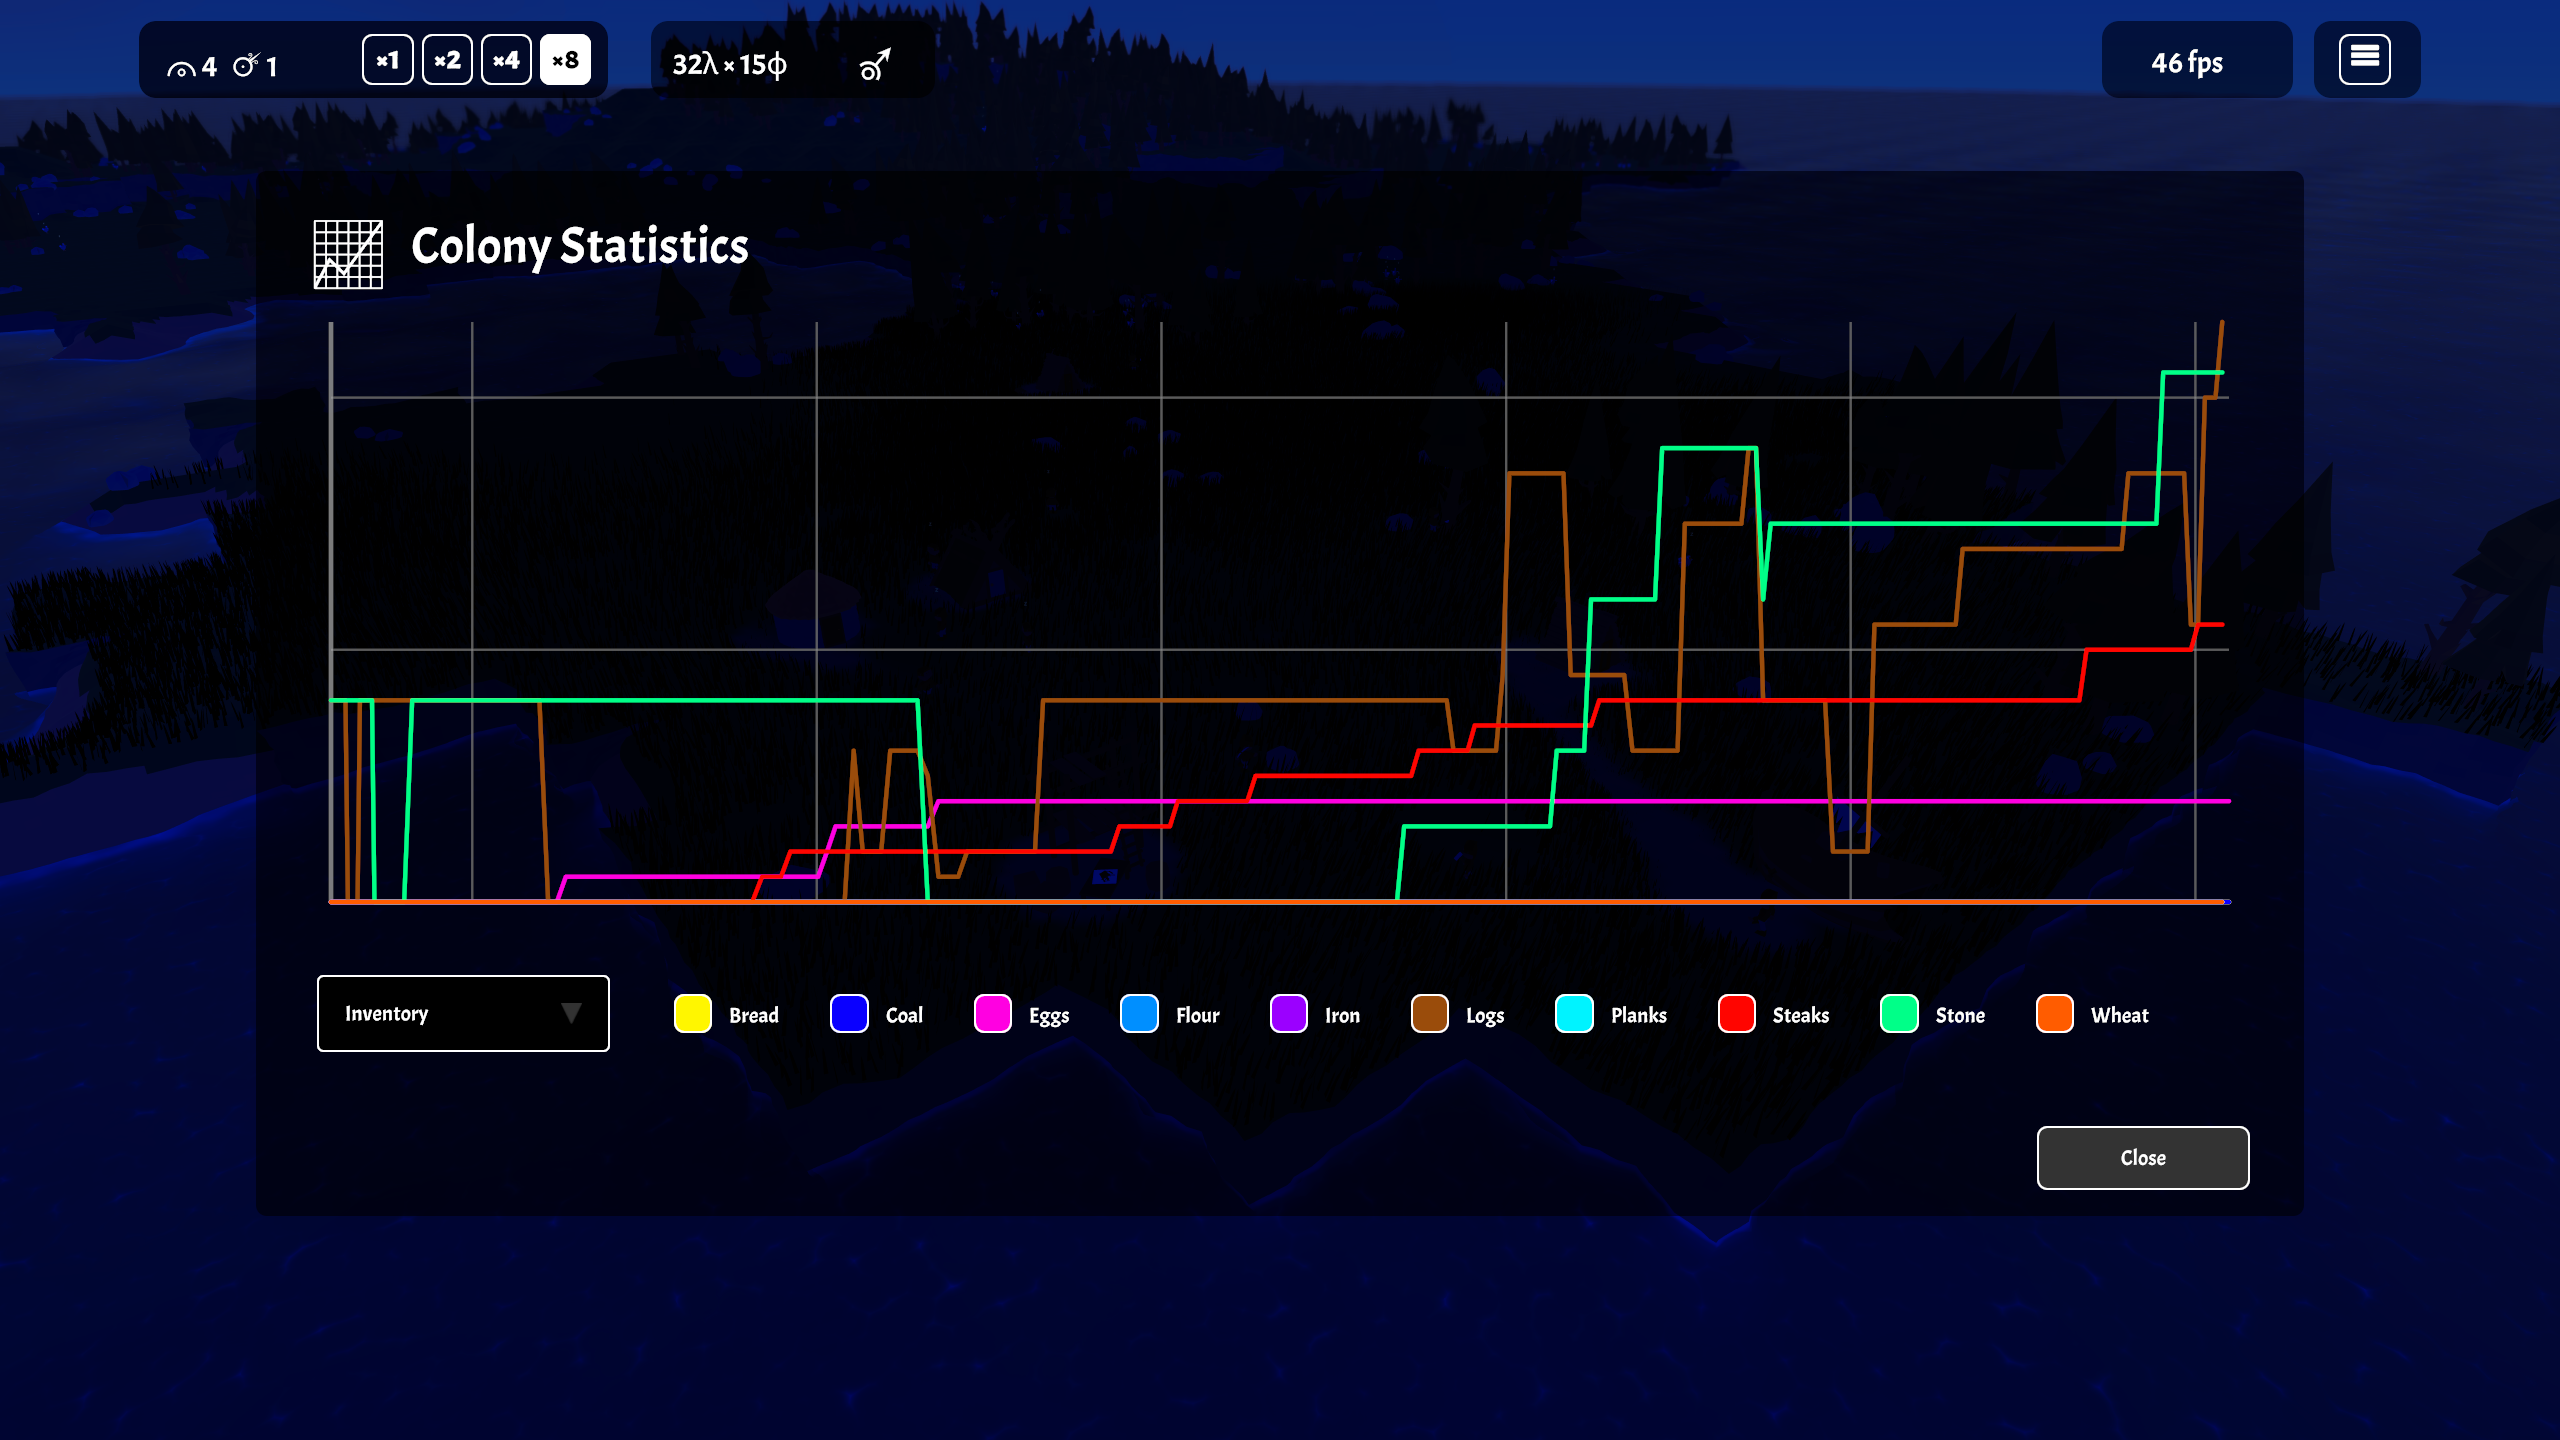 4 1 ×1 ×2 ×4 ×8
32λ×15ф
46 fps
Colony Statistics
Inventory
Bread Coal Eggs Flour Iron Logs Planks Steaks Stone Wheat
Close